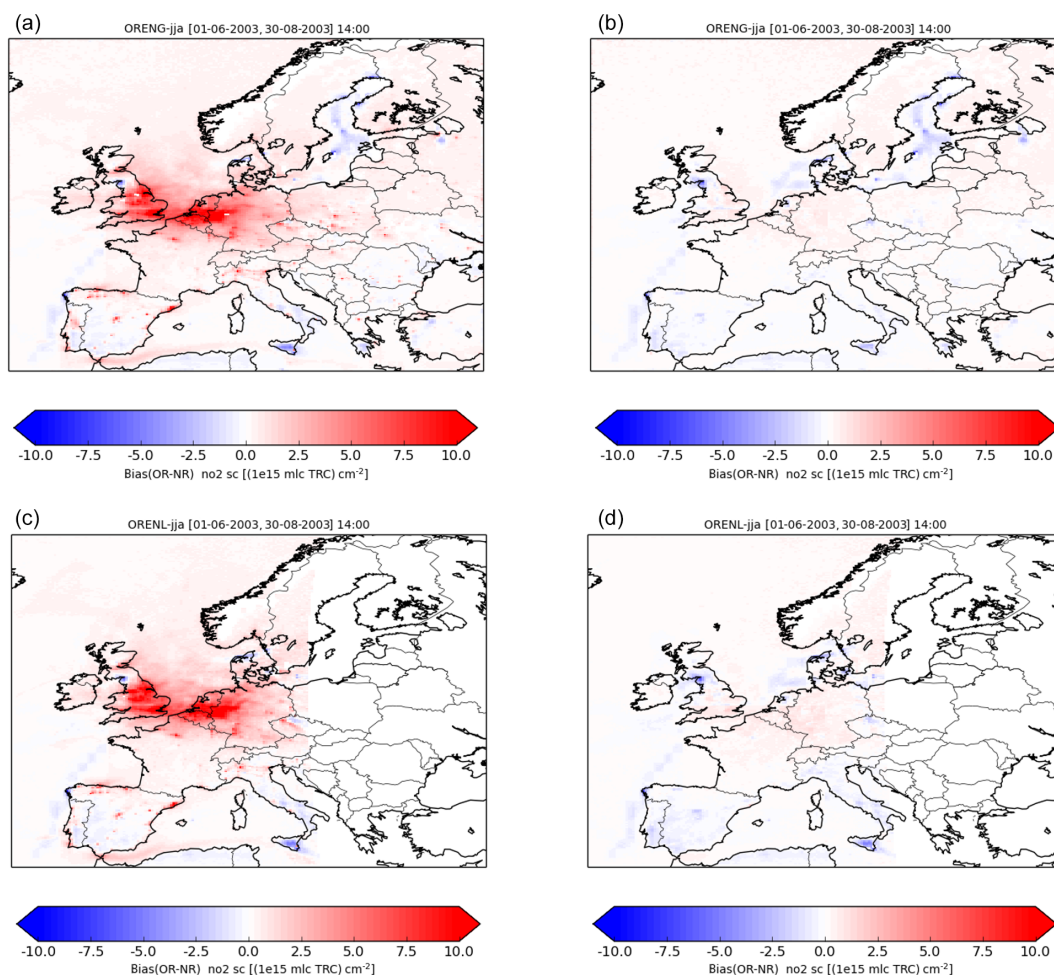 (a)
ORENG-jja [01-06-2003, 30-08-2003] 14:00
-10.0 -7.5 -5.0 -2.5 0.0 2.5 5.0 7.5 10.0
Bias(OR-NR) no2 sc [(1e15 mlc TRC) cm-2]
(b)
ORENG-jja [01-06-2003, 30-08-2003] 14:00
-10.0 -7.5 -5.0 -2.5 0.0 2.5 5.0 7.5 10.0
Bias(OR-NR) no2 sc [(1e15 mlc TRC) cm-2]
(c)
ORENL-jja [01-06-2003, 30-08-2003] 14:00
-10.0 -7.5 -5.0 -2.5 0.0 2.5 5.0 7.5 10.0
Bias(OR-NR) no2 sc [(1e15 mlc TRC) cm-2]
(d)
ORENL-jja [01-06-2003, 30-08-2003] 14:00
-10.0 -7.5 -5.0 -2.5 0.0 2.5 5.0 7.5 10.0
Bias(OR-NR) no2 sc [(1e15 mlc TRC) cm-2]